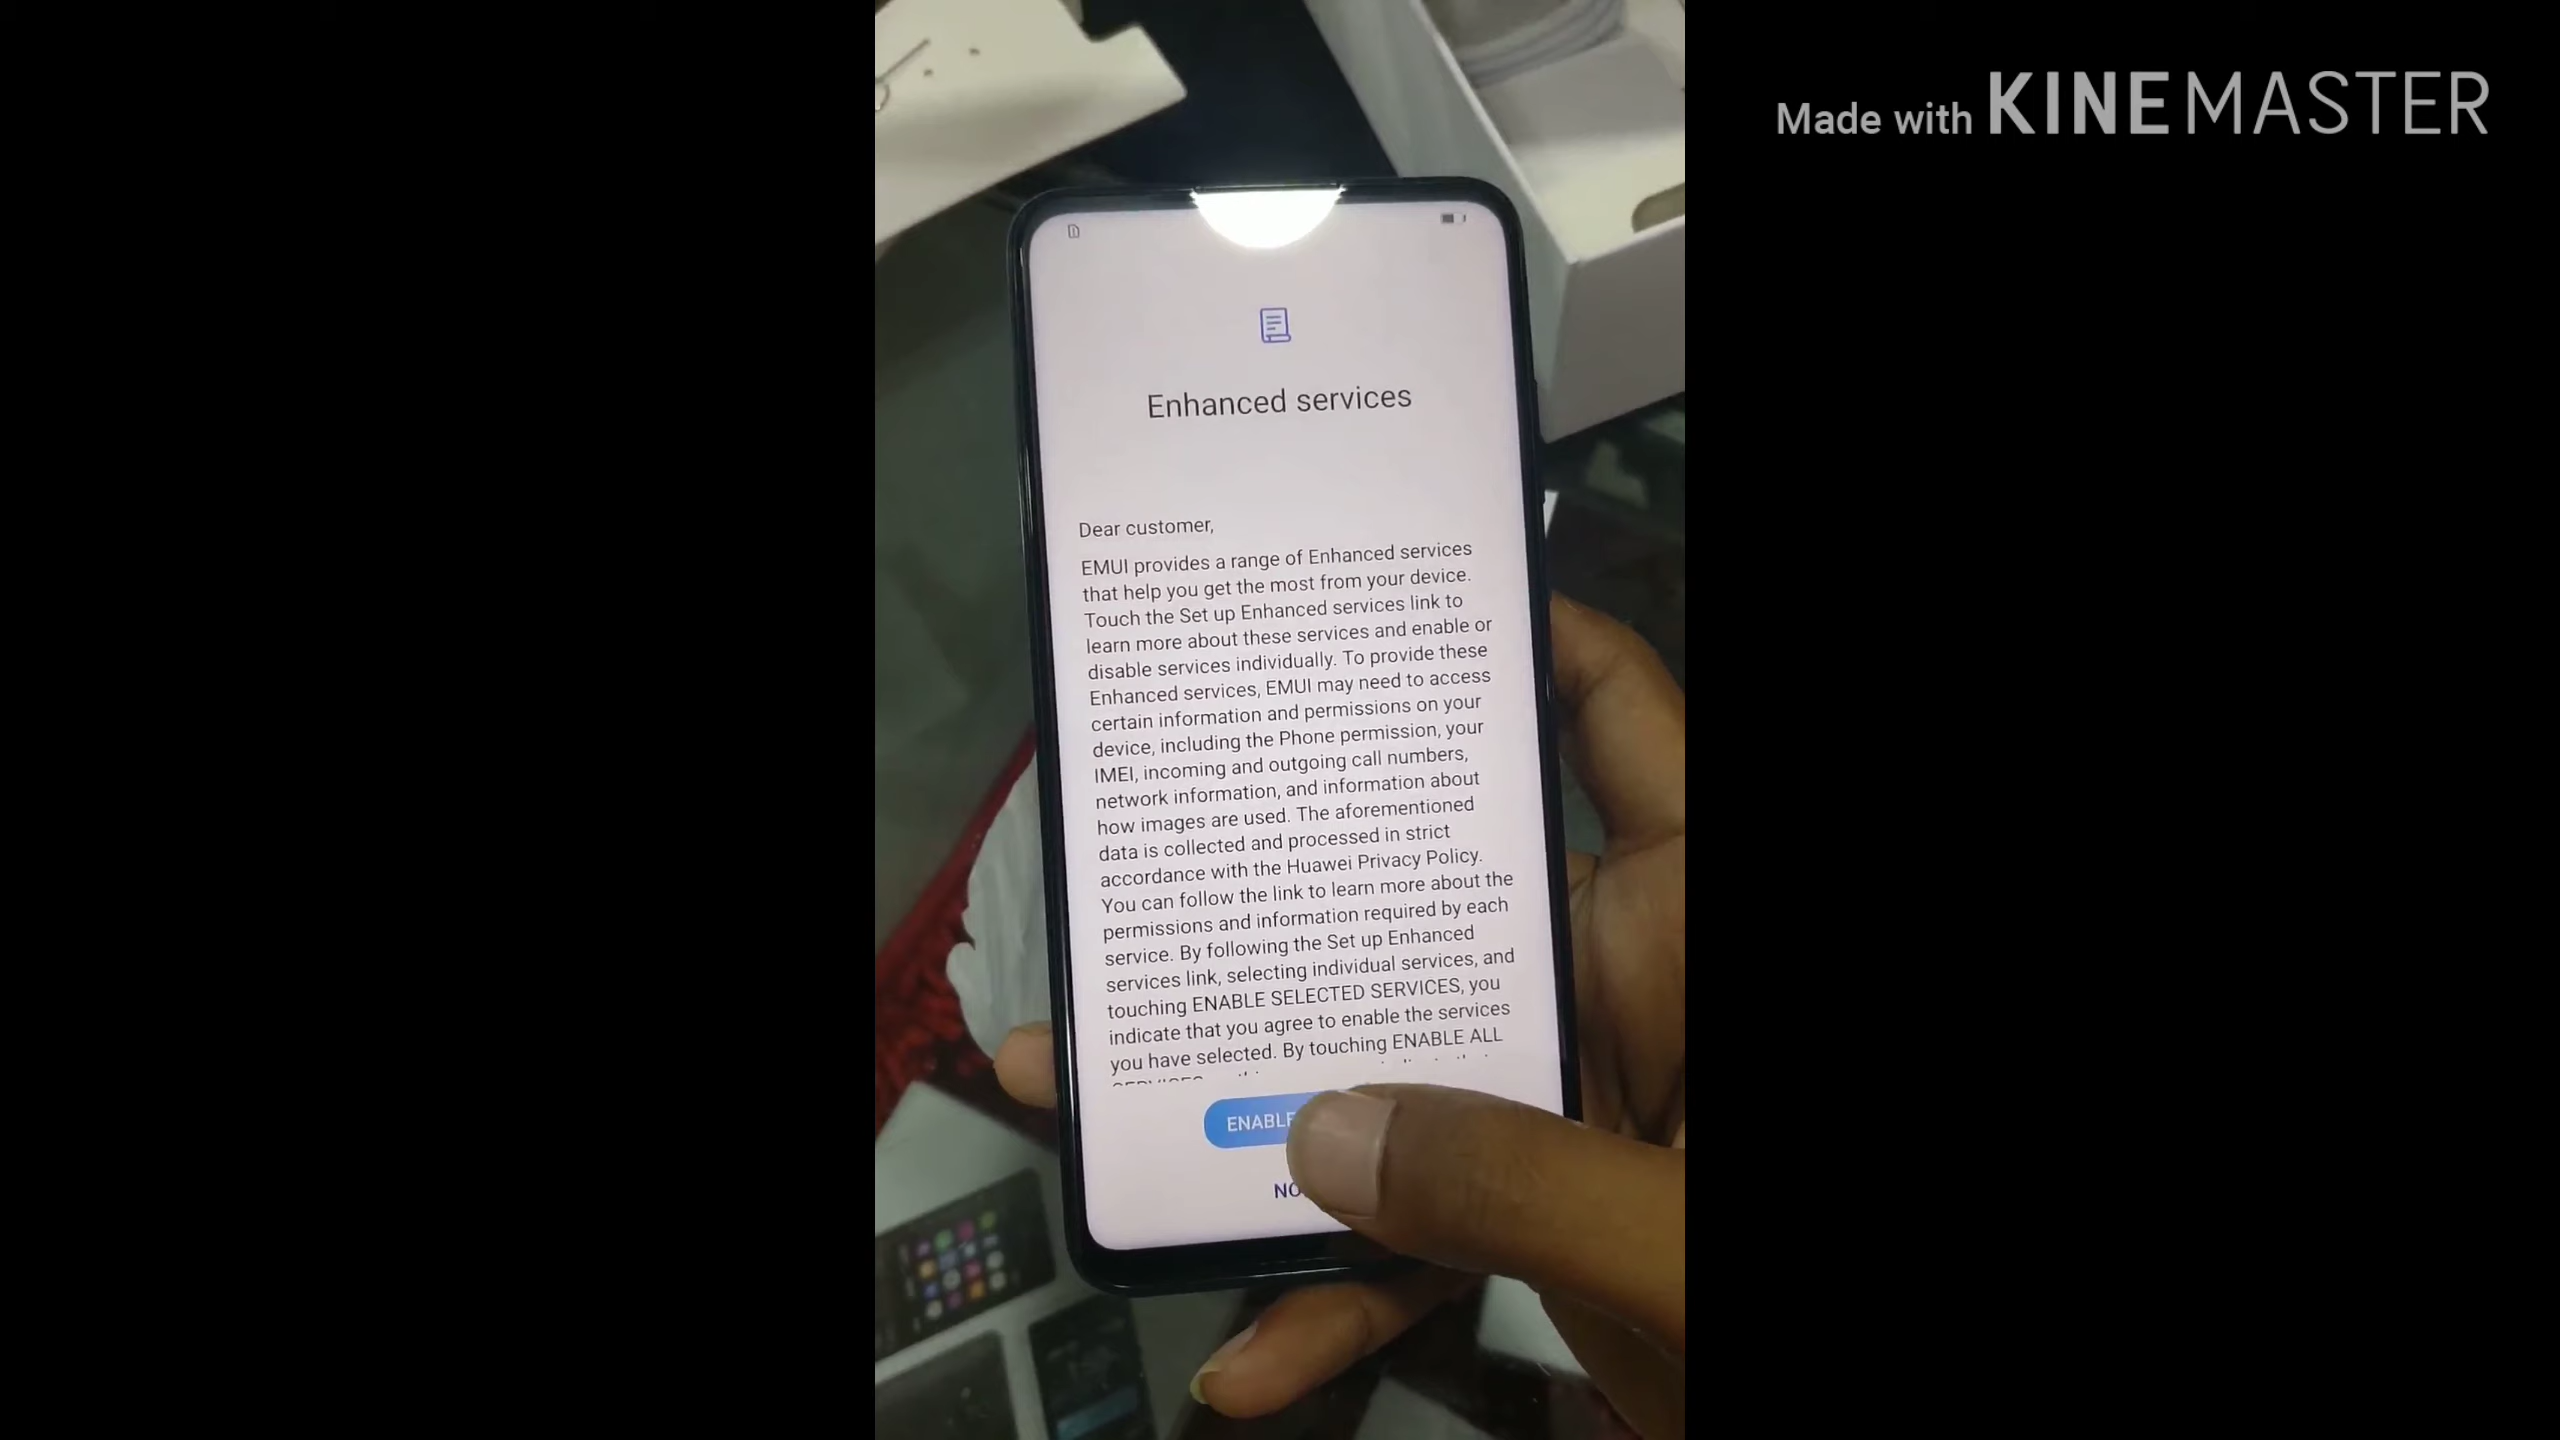 Made with KINEMASTER
Enhanced services
Dear customer,
EMUI provides a range of Enhanced services
that help you get the most from your device.
Touch the Set up Enhanced services link to
learn more about these services and enable or
disable services individually. To provide these
Enhanced services, EMUI may need to access
certain information and permissions on your
device, including the Phone permission, your
IMEI, incoming and outgoing call numbers,
network information, and information about
how images are used. The aforementioned
data is collected and processed in strict
accordance with the Huawei Privacy Policy.
You can follow the link to learn more about the
permissions and information required by each
service. By following the Set up Enhanced
services link, selecting individual services, and
touching ENABLE SELECTED SERVICES, you
indicate that you agree to enable the services
you have selected. By touching ENABLE ALL
ENABLE